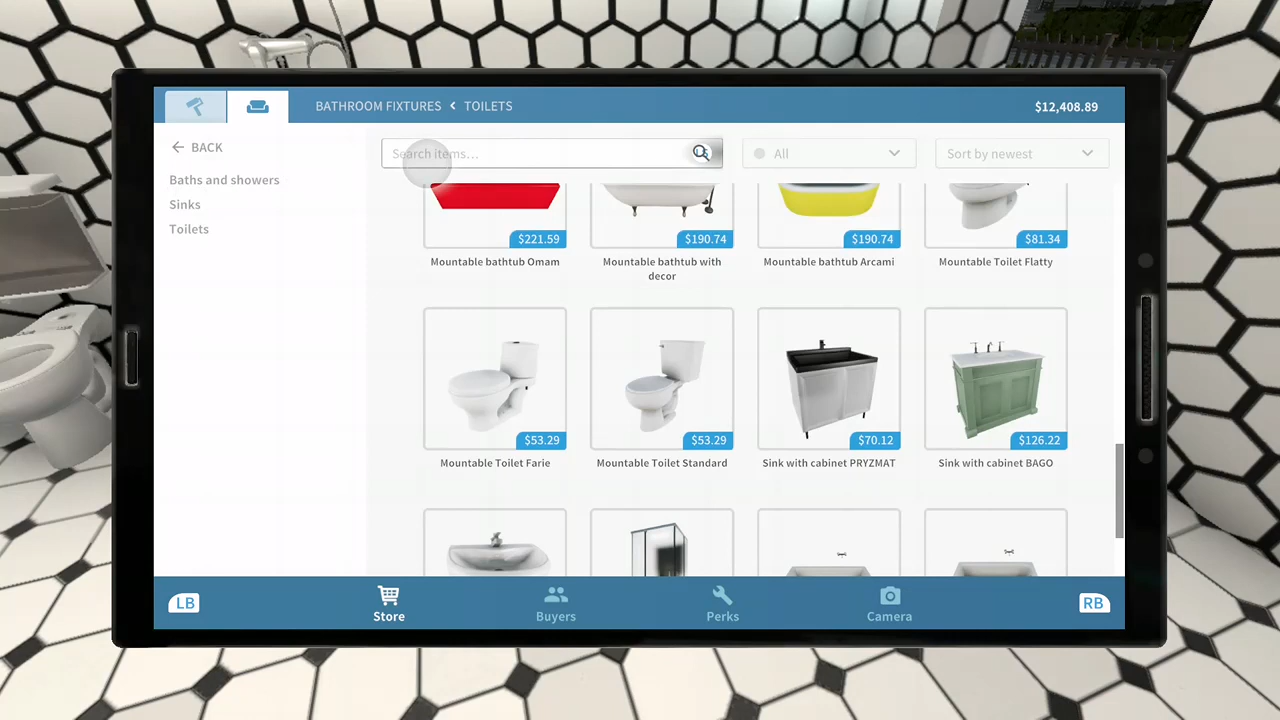 BATHROOM FIXTURES < TOILETS
$12,408.89
BACK
Search items...
All
Sort by newest
Baths and showers
Sinks
Toilets
$221.59
$190.74
$190.74
$81.34
Mountable bathtub Omam
Mountable bathtub with
decor
Mountable bathtub Arcami
Mountable Toilet Flatty
$53.29
$53.29
$70.12
$126.22
Mountable Toilet Farie
Mountable Toilet Standard
Sink with cabinet PRYZMAT
Sink with cabinet BAGO
LB
Store
Buyers
Perks
Camera
RB